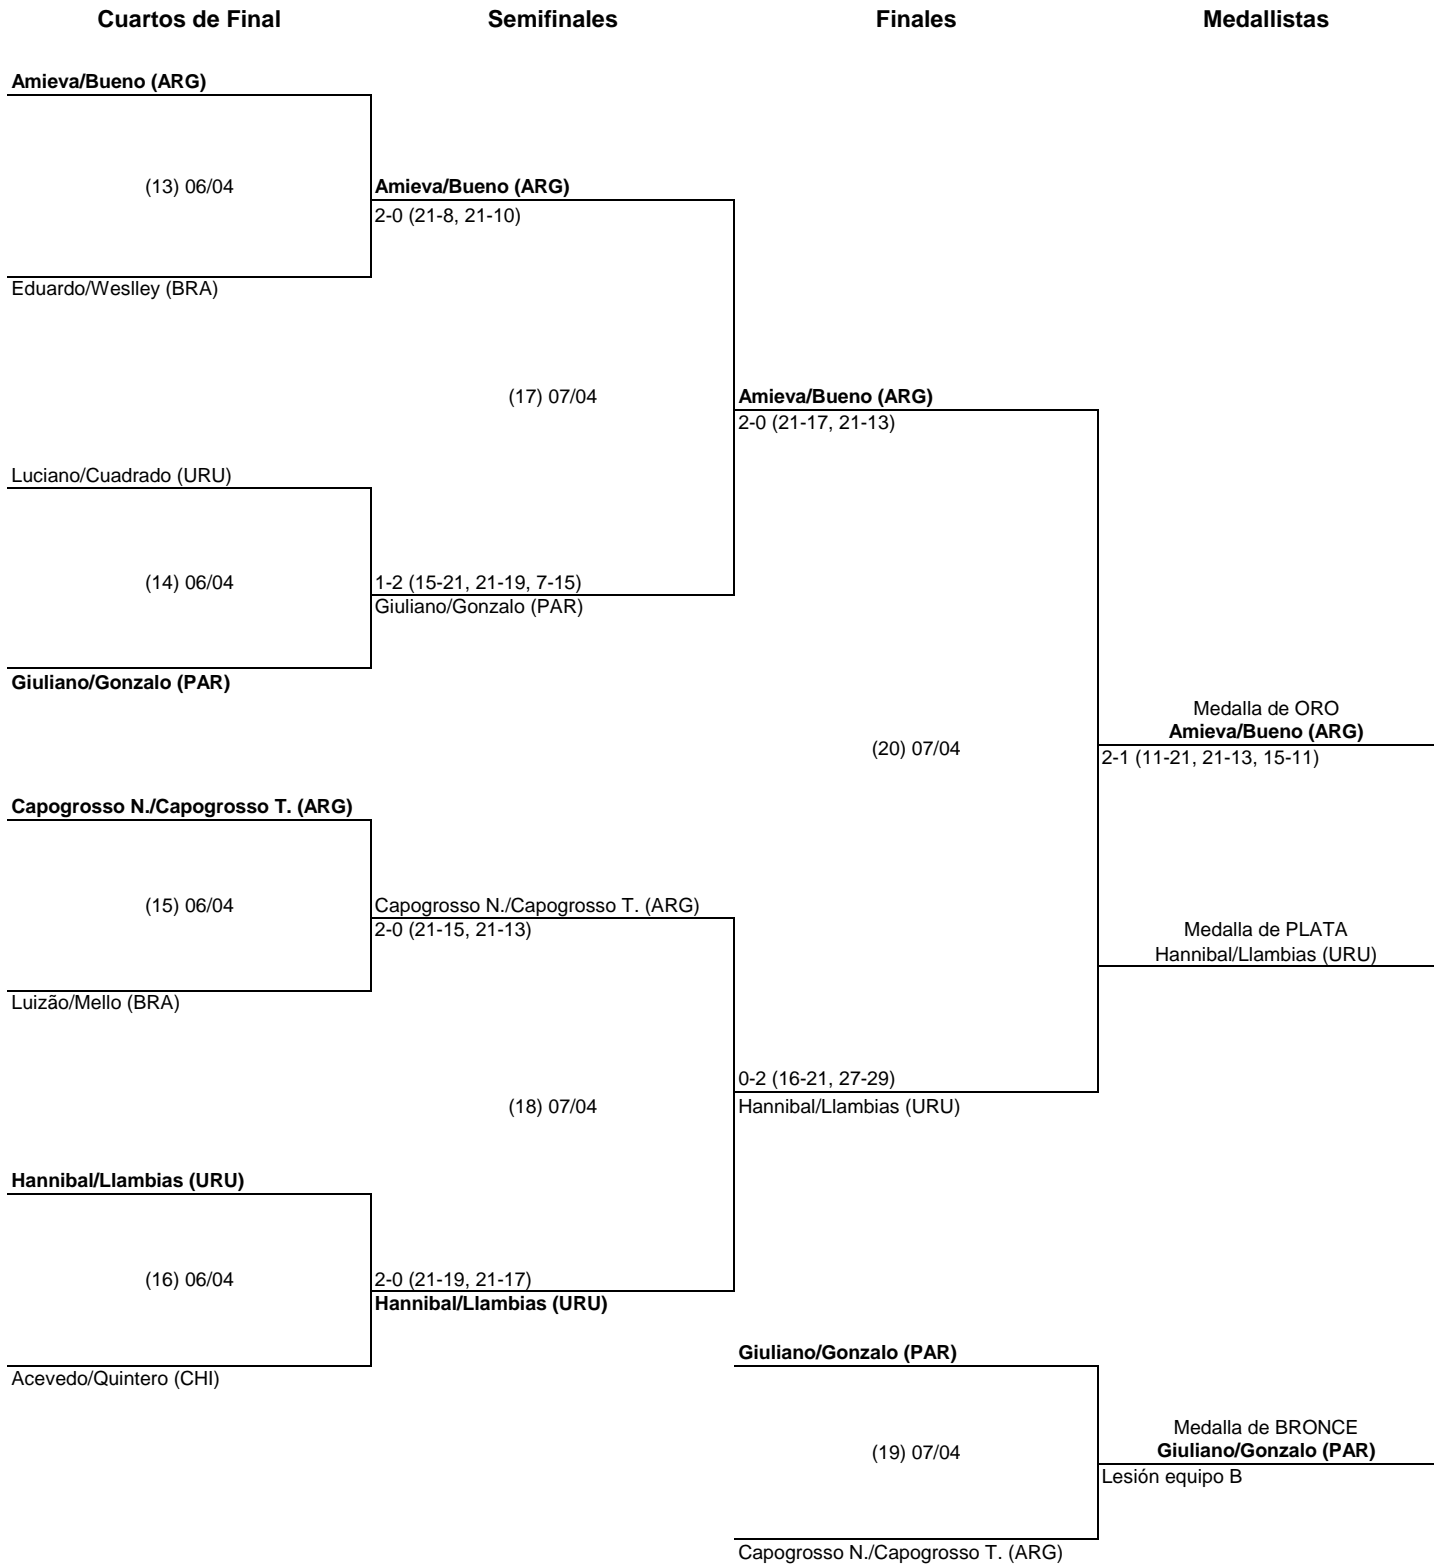 Cuartos de Final Semifinales Finales Medallistas
Amieva/Bueno (ARG)
(13) 06/04 Amieva/Bueno (ARG)
2-0 (21-8, 21-10)
Eduardo/Weslley (BRA)
(17) 07/04 Amieva/Bueno (ARG)
2-0 (21-17, 21-13)
Luciano/Cuadrado (URU)
(14) 06/04 1-2 (15-21, 21-19, 7-15)
Giuliano/Gonzalo (PAR)
Giuliano/Gonzalo (PAR)
Medalla de ORO
Amieva/Bueno (ARG)
(20) 07/04 2-1 (11-21, 21-13, 15-11)
Capogrosso N./Capogrosso T. (ARG)
(15) 06/04 Capogrosso N./Capogrosso T. (ARG)
2-0 (21-15, 21-13) Medalla de PLATA
Hannibal/Llambias (URU)
Luizão/Mello (BRA)
0-2 (16-21, 27-29)
(18) 07/04 Hannibal/Llambias (URU)
Hannibal/Llambias (URU)
(16) 06/04 2-0 (21-19, 21-17)
Hannibal/Llambias (URU)
Giuliano/Gonzalo (PAR)
Acevedo/Quintero (CHI)
Medalla de BRONCE
(19) 07/04 Giuliano/Gonzalo (PAR)
Lesión equipo B
Capogrosso N./Capogrosso T. (ARG)